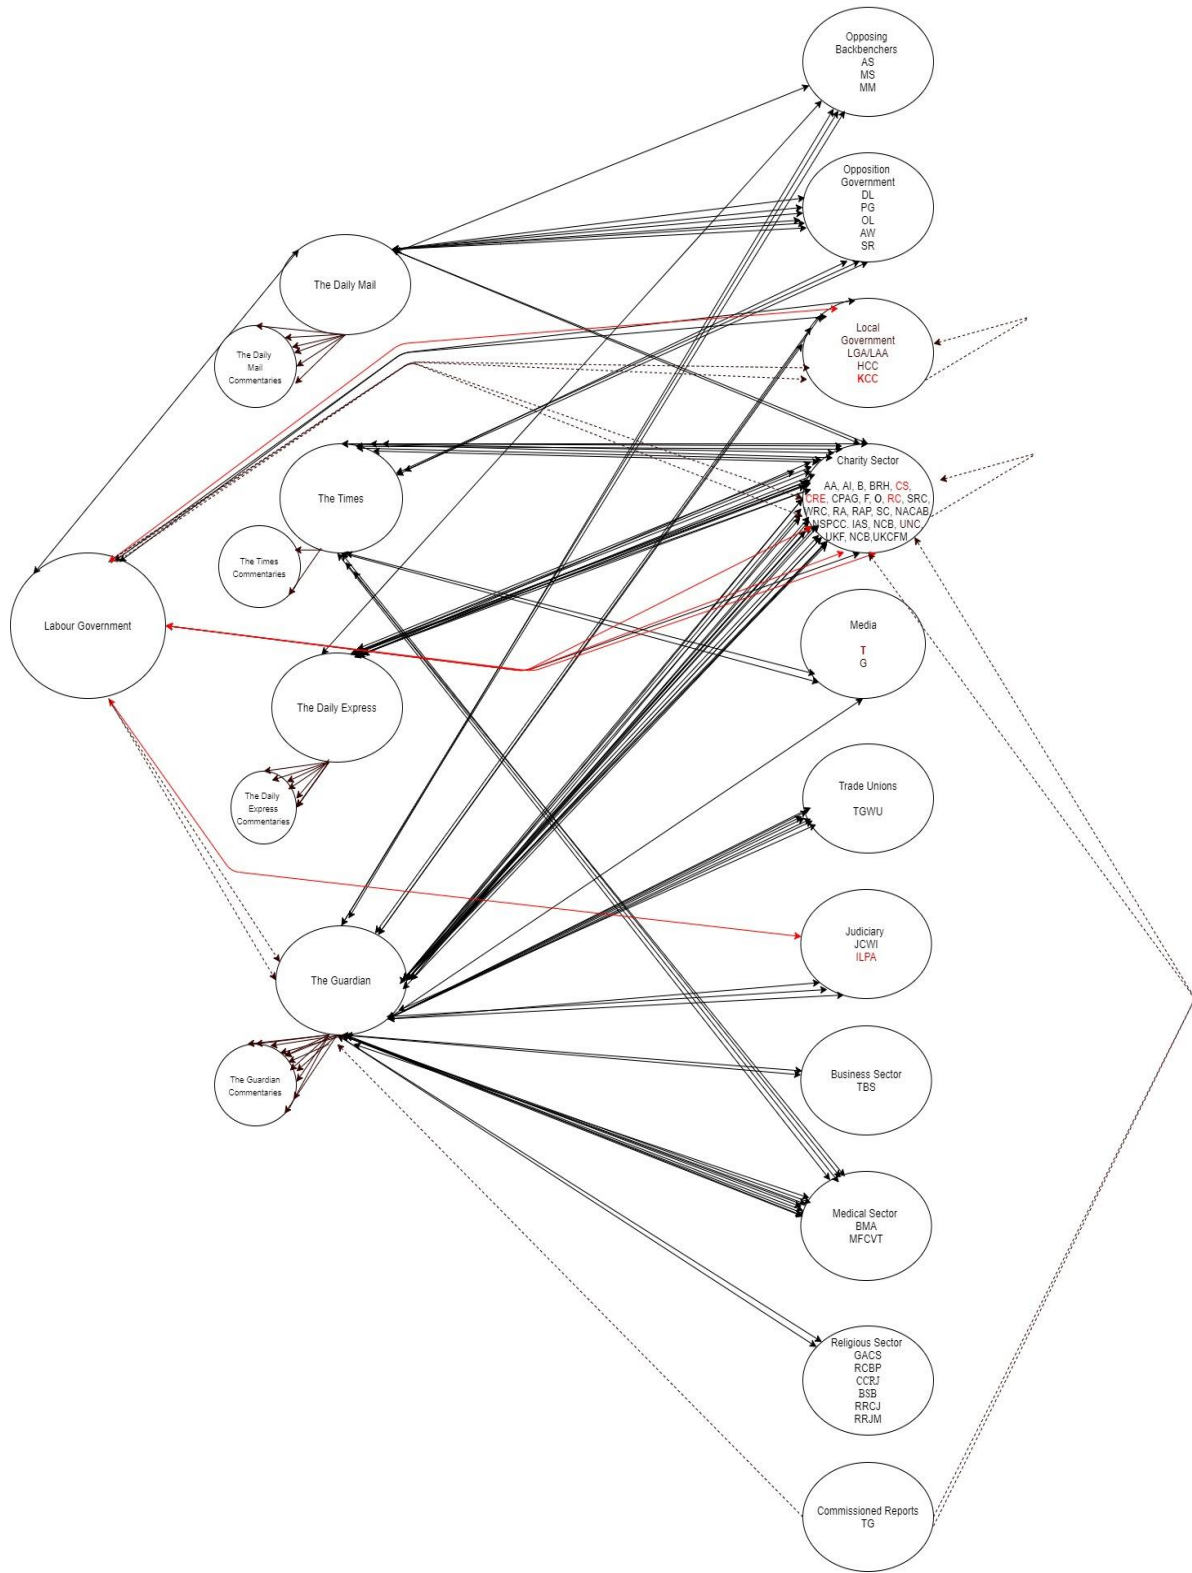 Opposing
Backbenchers
AS
MS
MM
Opposition
Government
DL
PG
OL
AW
SR
The Daily Mail
The Daily
Mail
Commentaries
Local
Government
LGA/LAA
HCC
KCC
The Times
The Times
Commentaries
Charity Sector
AA, AI, B, BRH, CS,
CRE, CPAG, F, O, RC, SRC,
WRC, RA, RAP, SC, NACAB,
NSPCC. IAS, NCB, UNC,
UKF, NCB,UKCFM
Labour Government
Media
T
G
The Daily Express
The Daily
Express
Commentaries
Trade Unions
TGWU
Judiciary
JCWI
ILPA
The Guardian
The Guardian
Commentaries
Business Sector
TBS
Medical Sector
BMA
MFCVT
Religious Sector
GACS
RCBP
CCRJ
BSB
RRCJ
RRJM
Commissioned Reports
TG